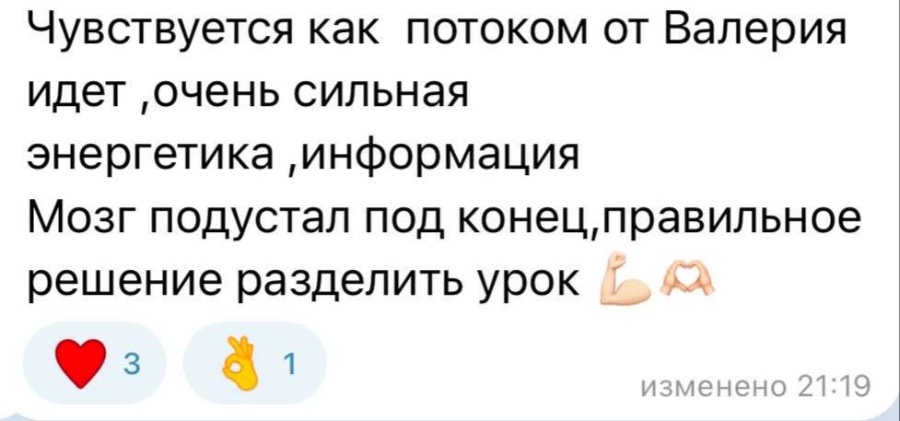 Чувствуется как  потоком от Валерия
идет ,очень сильная
энергетика ,информация
Мозг подустал под конец,правильное
решение разделить урок 💪🏻🫶🏻
❤️ 3 👌 1
изменено 21:19